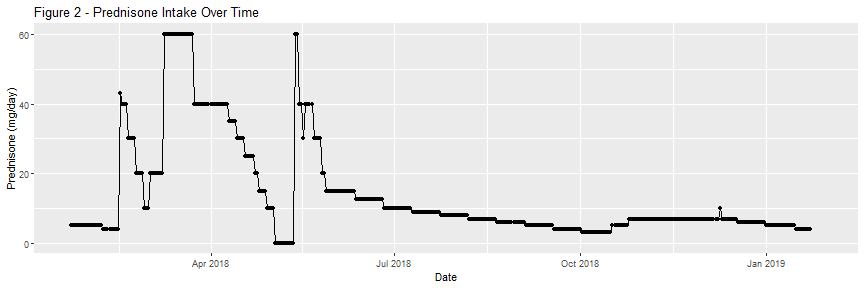 Figure 2 - Prednisone Intake Over Time
Prednisone (mg/day)
60
40
20
0
Apr 2018
Jul 2018
Oct 2018
Jan 2019
Date